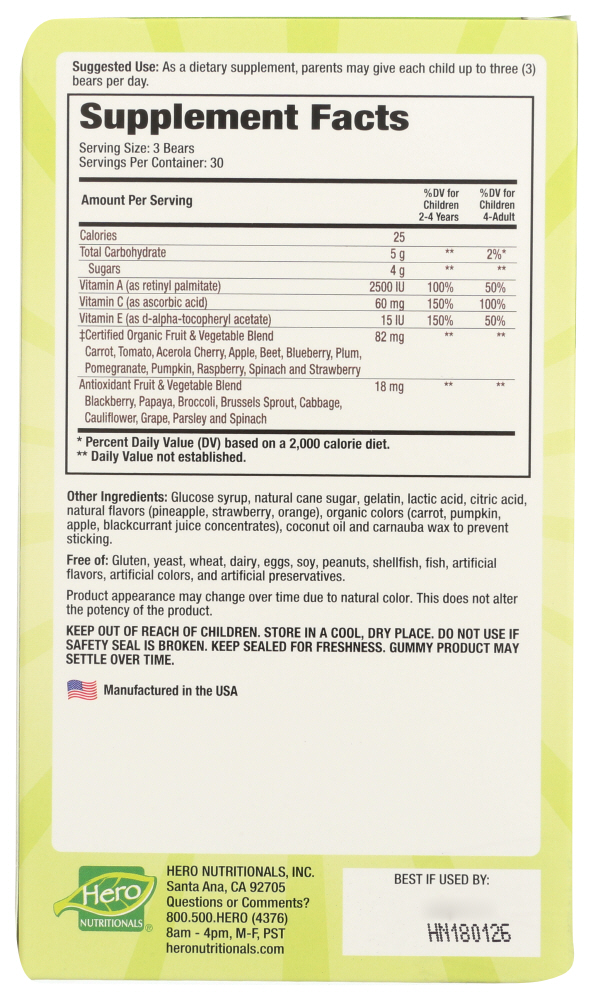 Suggested Use: As a dietary supplement, parents may give each child up to three (3)
bears per day.
Supplement Facts
Serving Size: 3 Bears
Servings Per Container: 30
Amount Per Serving %DV for Children 2-4 Years %DV for Children 4-Adult
Calories 25
Total Carbohydrate 5 g ** 2%*
Sugars 4 g ** **
Vitamin A (as retinyl palmitate) 2500 IU 100% 50%
Vitamin C (as ascorbic acid) 60 mg 150% 100%
Vitamin E (as d-alpha-tocopheryl acetate) 15 IU 150% 50%
‡Certified Organic Fruit & Vegetable Blend 82 mg ** **
Carrot, Tomato, Acerola Cherry, Apple, Beet, Blueberry, Plum,
Pomegranate, Pumpkin, Raspberry, Spinach and Strawberry
Antioxidant Fruit & Vegetable Blend 18 mg ** **
Blackberry, Papaya, Broccoli, Brussels Sprout, Cabbage,
Cauliflower, Grape, Parsley and Spinach
* Percent Daily Value (DV) based on a 2,000 calorie diet.
** Daily Value not established.
Other Ingredients: Glucose syrup, natural cane sugar, gelatin, lactic acid, citric acid,
natural flavors (pineapple, strawberry, orange), organic colors (carrot, pumpkin,
apple, blackcurrant juice concentrates), coconut oil and carnauba wax to prevent
sticking.
Free of: Gluten, yeast, wheat, dairy, eggs, soy, peanuts, shellfish, fish, artificial
flavors, artificial colors, and artificial preservatives.
Product appearance may change over time due to natural color. This does not alter
the potency of the product.
KEEP OUT OF REACH OF CHILDREN. STORE IN A COOL, DRY PLACE. DO NOT USE IF
SAFETY SEAL IS BROKEN. KEEP SEALED FOR FRESHNESS. GUMMY PRODUCT MAY
SETTLE OVER TIME.
Manufactured in the USA
Hero
NUTRITIONALS®
HERO NUTRITIONALS, INC.
Santa Ana, CA 92705
Questions or Comments?
800.500.HERO (4376)
8am - 4pm, M-F, PST
heronutritionals.com
BEST IF USED BY:
HN180126